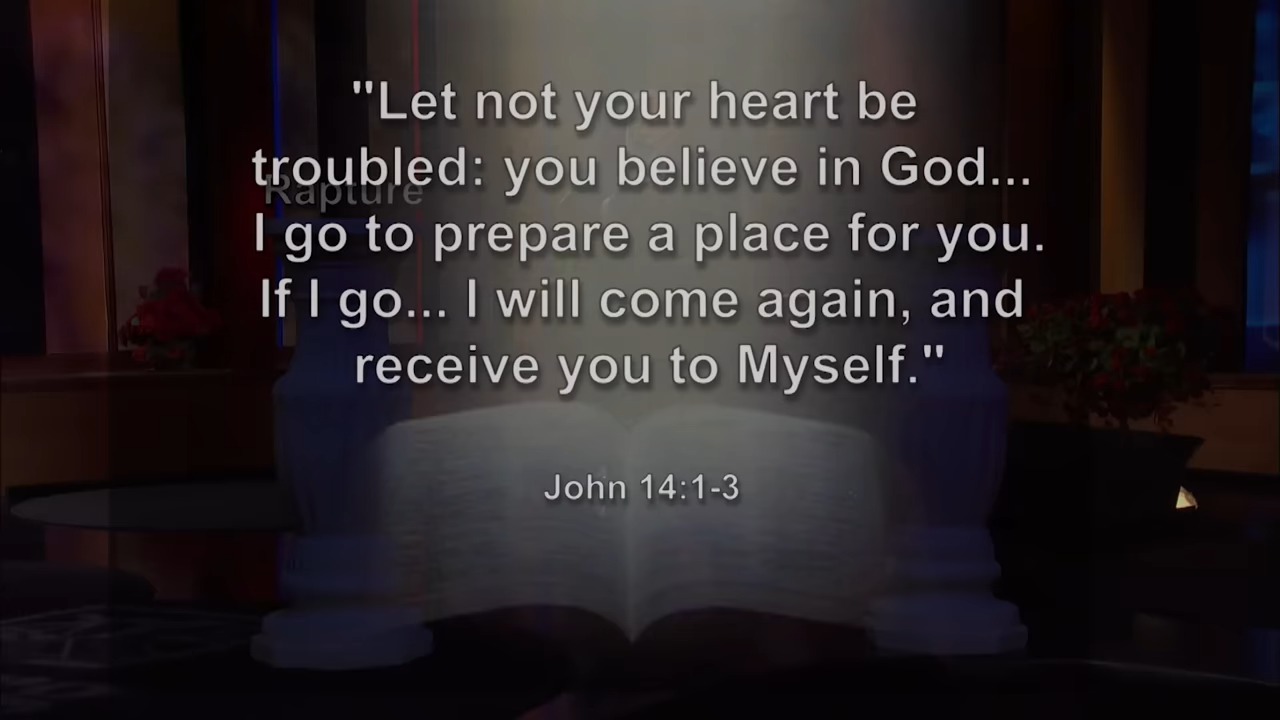 "Let not your heart be
troubled: you believe in God...
Rapture
I go to prepare a place for you.
If I go... I will come again, and
receive you to Myself."
John 14:1-3